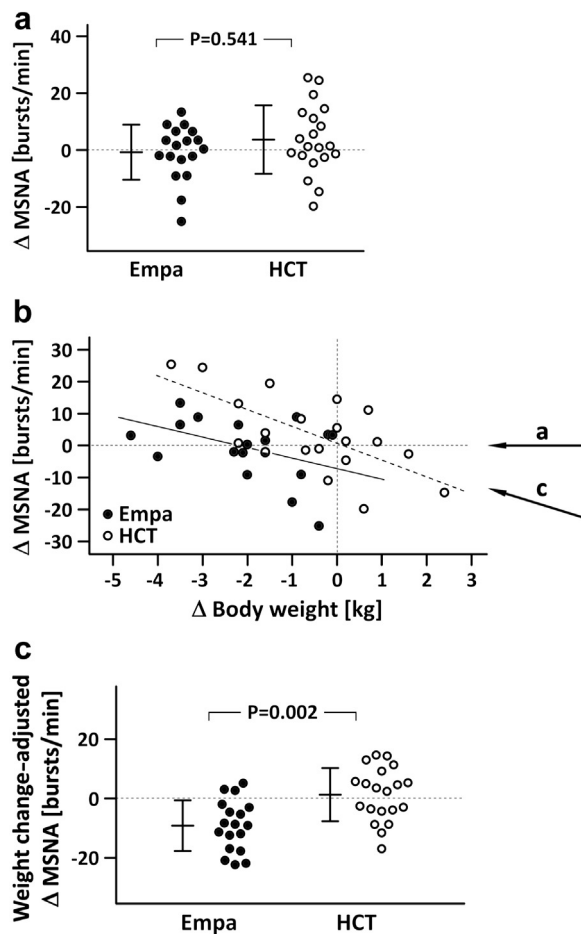 a
P=0.541
Δ MSNA [bursts/min]
40
20
0
-20
Empa HCT
b
Δ MSNA [bursts/min]
30
20
10
0
-10
-20
-30
a
c
Empa
HCT
-5 -4 -3 -2 -1 0 1 2 3
Δ Body weight [kg]
c
P=0.002
Weight change-adjusted
Δ MSNA [bursts/min]
20
0
-20
Empa HCT